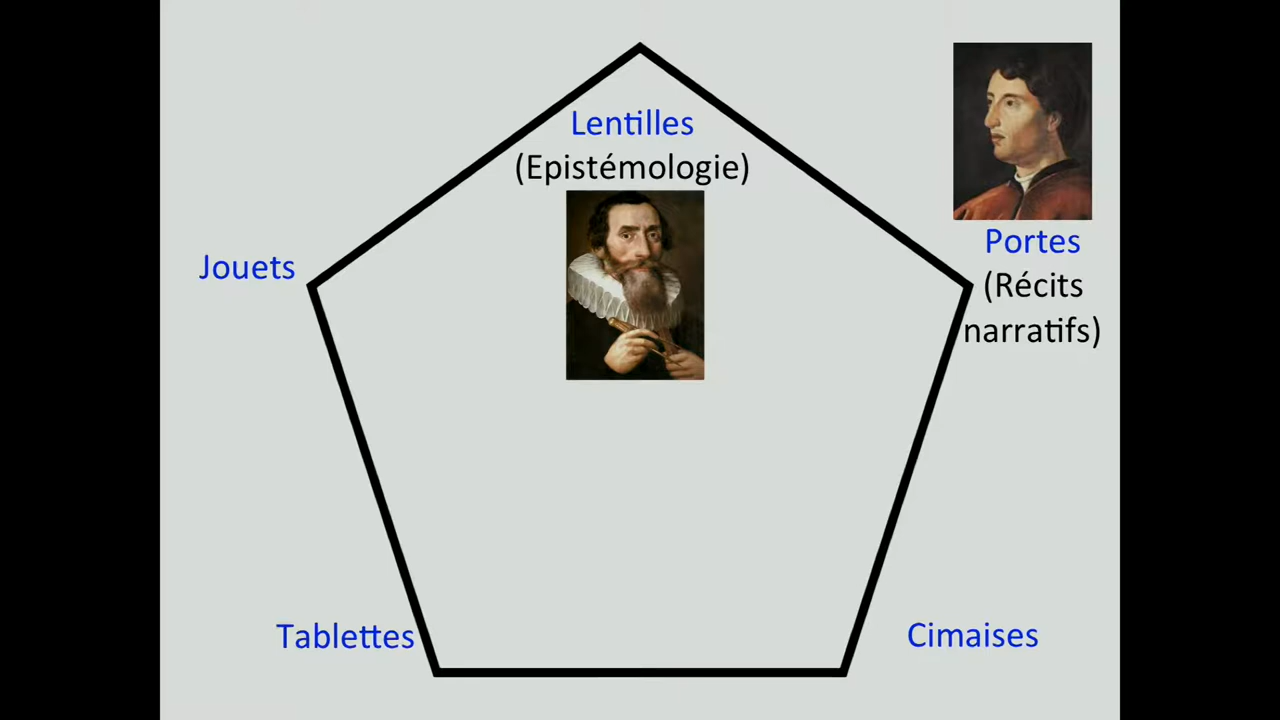 Lentilles
(Epistémologie)
Portes
(Récits
narratifs)
Jouets
Tablettes
Cimaises